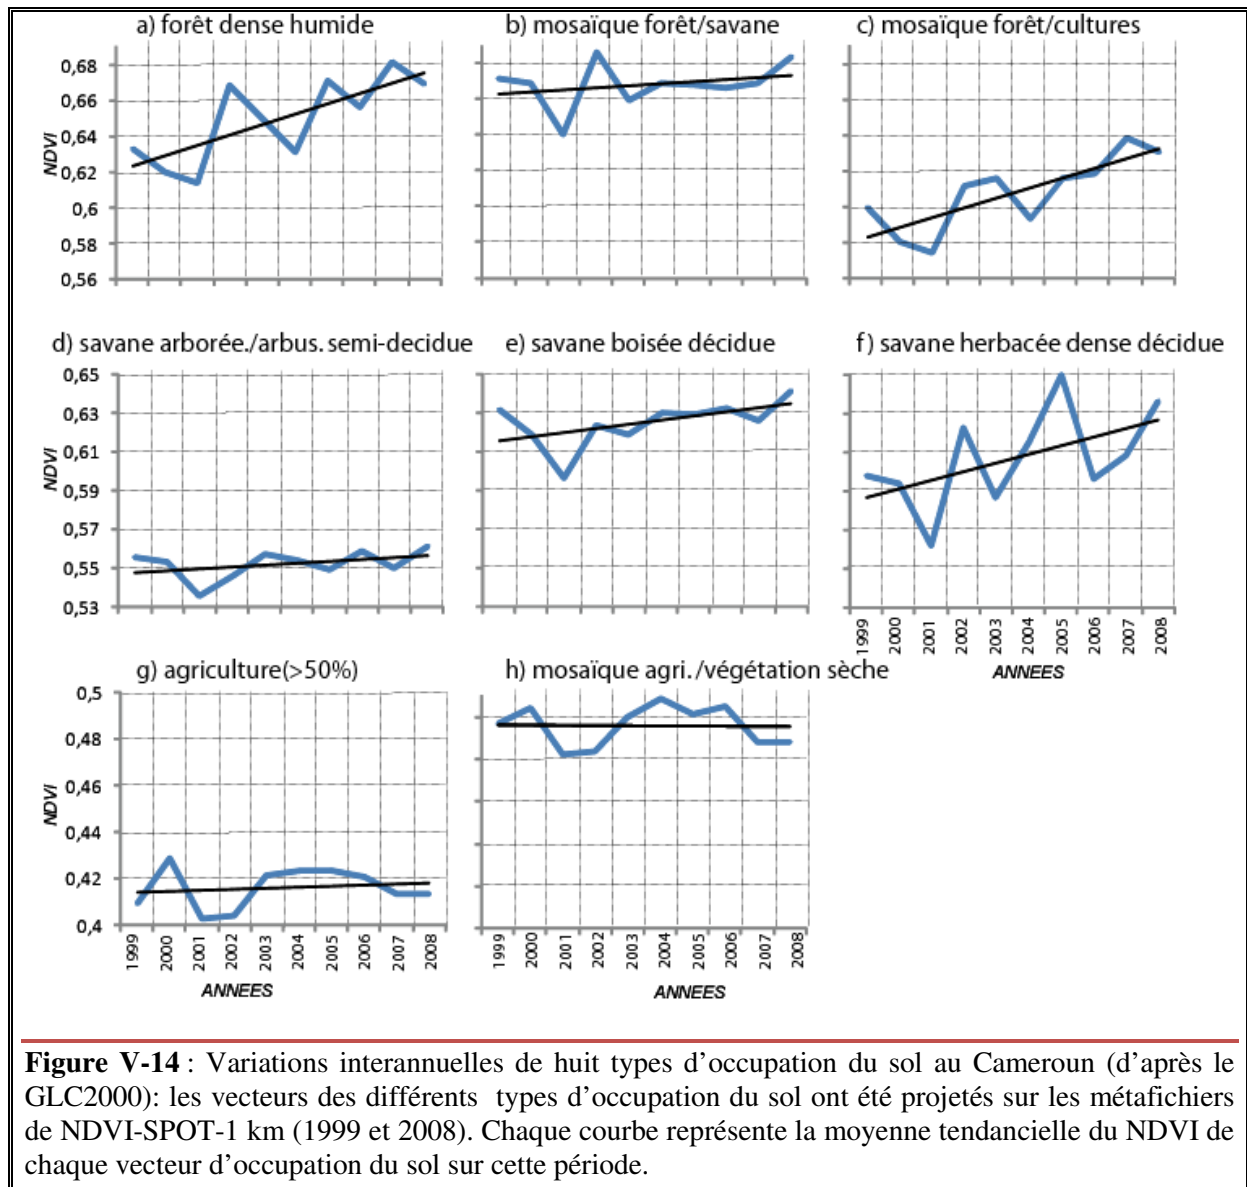 a) forêt dense humide
b) mosaïque forêt/savane
c) mosaïque forêt/cultures
0,68
0,66
0,64
0,62
0,6
0,58
0,56
NDVI
d) savane arborée./arbus. semi-decidue
e) savane boisée décidue
f) savane herbacée dense décidue
0,65
0,63
0,61
0,59
0,57
0,55
0,53
NDVI
1999 2000 2001 2002 2003 2004 2005 2006 2007 2008
ANNEES
g) agriculture(>50%)
h) mosaïque agri./végétation sèche
0,5
0,48
0,46
0,44
0,42
0,4
NDVI
1999 2000 2001 2002 2003 2004 2005 2006 2007 2008
ANNEES
1999 2000 2001 2002 2003 2004 2005 2006 2007 2008
ANNEES
Figure V-14 : Variations interannuelles de huit types d'occupation du sol au Cameroun (d'après le
GLC2000): les vecteurs des différents types d'occupation du sol ont été projetés sur les métafichiers
de NDVI-SPOT-1 km (1999 et 2008). Chaque courbe représente la moyenne tendancielle du NDVI de
chaque vecteur d'occupation du sol sur cette période.